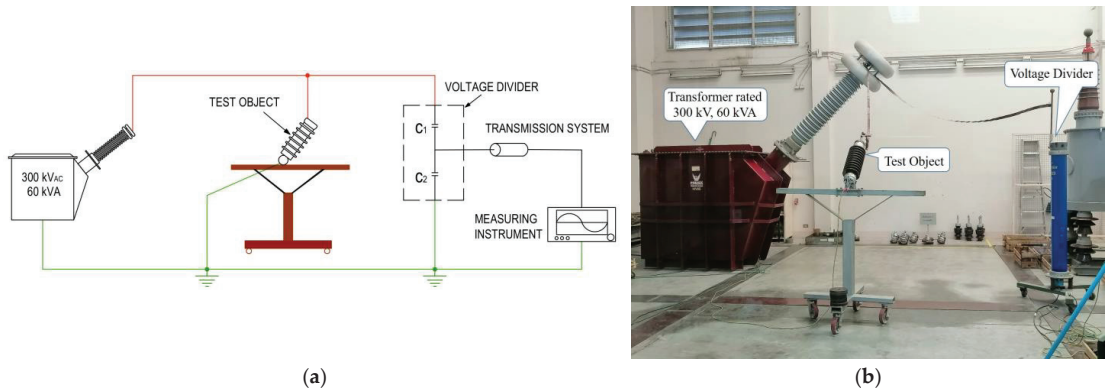 TEST OBJECT
VOLTAGE DIVIDER
C1
TRANSMISSION SYSTEM
C2
300 kVAC
60 kVA
MEASURING
INSTRUMENT
(a)
Transformer rated
300 kV, 60 kVA
Voltage Divider
Test Object
(b)